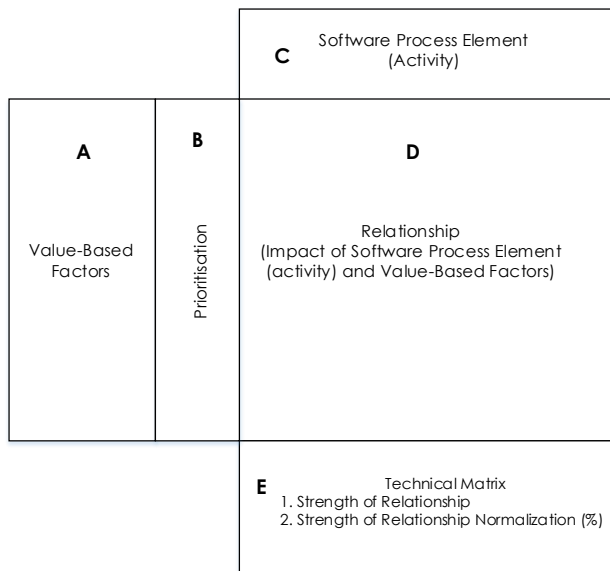 Software Process Element
C
(Activity)
A
B
D
Value-Based
Factors
Prioritisation
Relationship
(Impact of Software Process Element
(activity) and Value-Based Factors)
E
Technical Matrix
1. Strength of Relationship
2. Strength of Relationship Normalization (%)